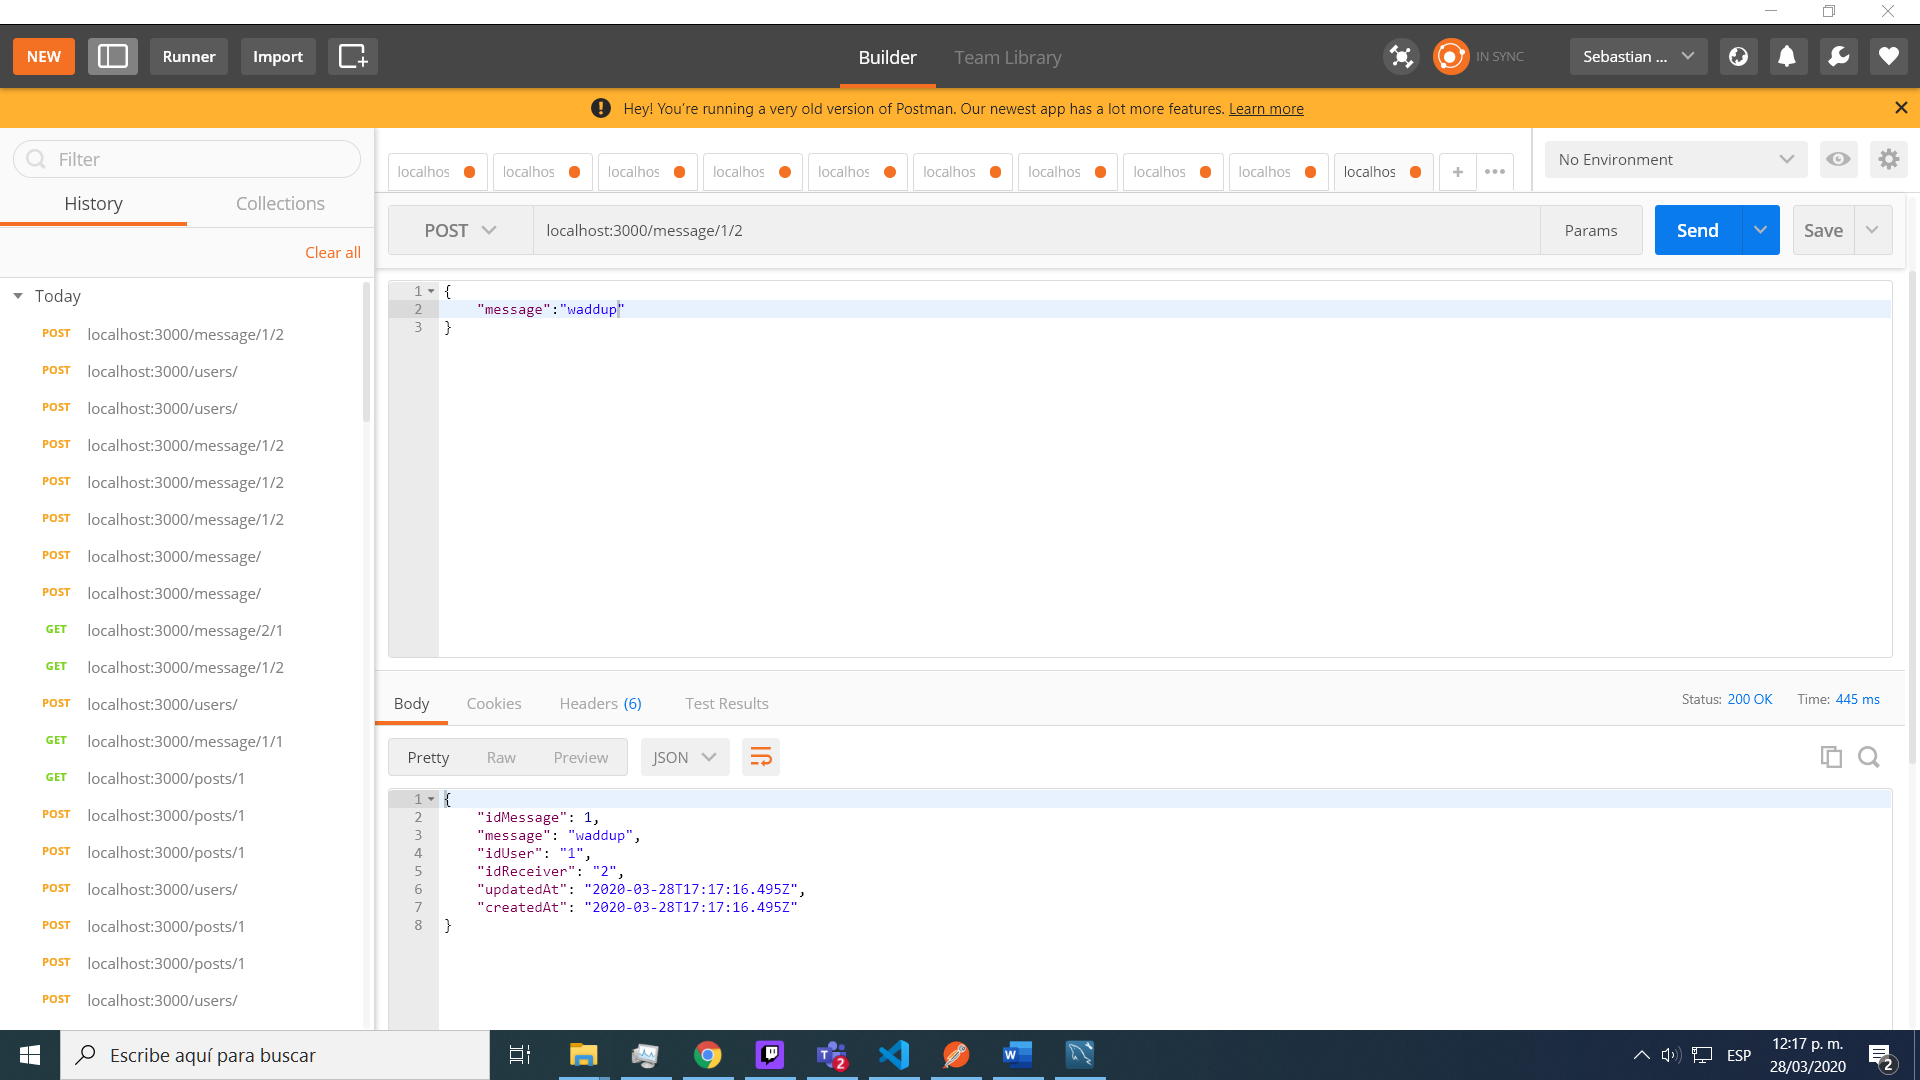 NEW
Runner
Import
Builder
Team Library
IN SYNC
Sebastian ...
Hey! You're running a very old version of Postman. Our newest app has a lot more features. Learn more
Filter
History
Collections
Clear all
Today
POST localhost:3000/message/1/2
POST localhost:3000/users/
POST localhost:3000/users/
POST localhost:3000/message/1/2
POST localhost:3000/message/1/2
POST localhost:3000/message/1/2
POST localhost:3000/message/
POST localhost:3000/message/
GET localhost:3000/message/2/1
GET localhost:3000/message/1/2
POST localhost:3000/users/
GET localhost:3000/message/1/1
GET localhost:3000/posts/1
POST localhost:3000/posts/1
POST localhost:3000/posts/1
POST localhost:3000/users/
POST localhost:3000/posts/1
POST localhost:3000/posts/1
POST localhost:3000/users/
localhos localhos localhos localhos localhos localhos localhos localhos localhos localhos + •••
No Environment
POST localhost:3000/message/1/2 Params Send Save
1 {
2 "message":"waddup"
3 }
Body Cookies Headers (6) Test Results Status: 200 OK Time: 445 ms
Pretty Raw Preview JSON
1 {
2 "idMessage": 1,
3 "message": "waddup",
4 "idUser": "1",
5 "idReceiver": "2",
6 "updatedAt": "2020-03-28T17:17:16.495Z",
7 "createdAt": "2020-03-28T17:17:16.495Z"
8 }
Escribe aquí para buscar
2
ESP
12:17 p. m.
28/03/2020
2